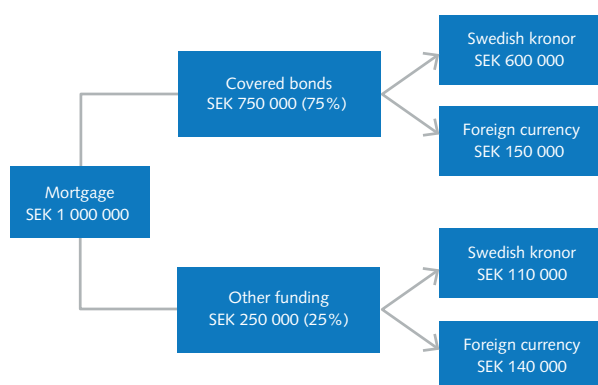 Mortgage
SEK 1 000 000
Covered bonds
SEK 750 000 (75%)
Swedish kronor
SEK 600 000
Foreign currency
SEK 150 000
Other funding
SEK 250 000 (25%)
Swedish kronor
SEK 110 000
Foreign currency
SEK 140 000